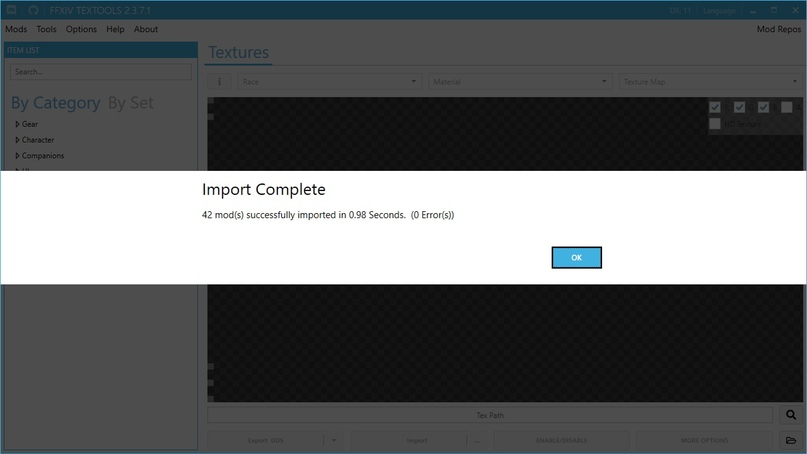 FFXIV TEXTOOLS 2.3.7.1
Language
Mods Tools Options Help About
Mod Repos
ITEM LIST
Textures
Search...
i
Race
Material
Texture Map
By Category By Set
Gear
Character
Companions
Import Complete
42 mod(s) successfully imported in 0.98 Seconds. (0 Error(s))
OK
Tex Path
Export DDS
Import
...
ENABLE/DISABLE
MORE OPTIONS